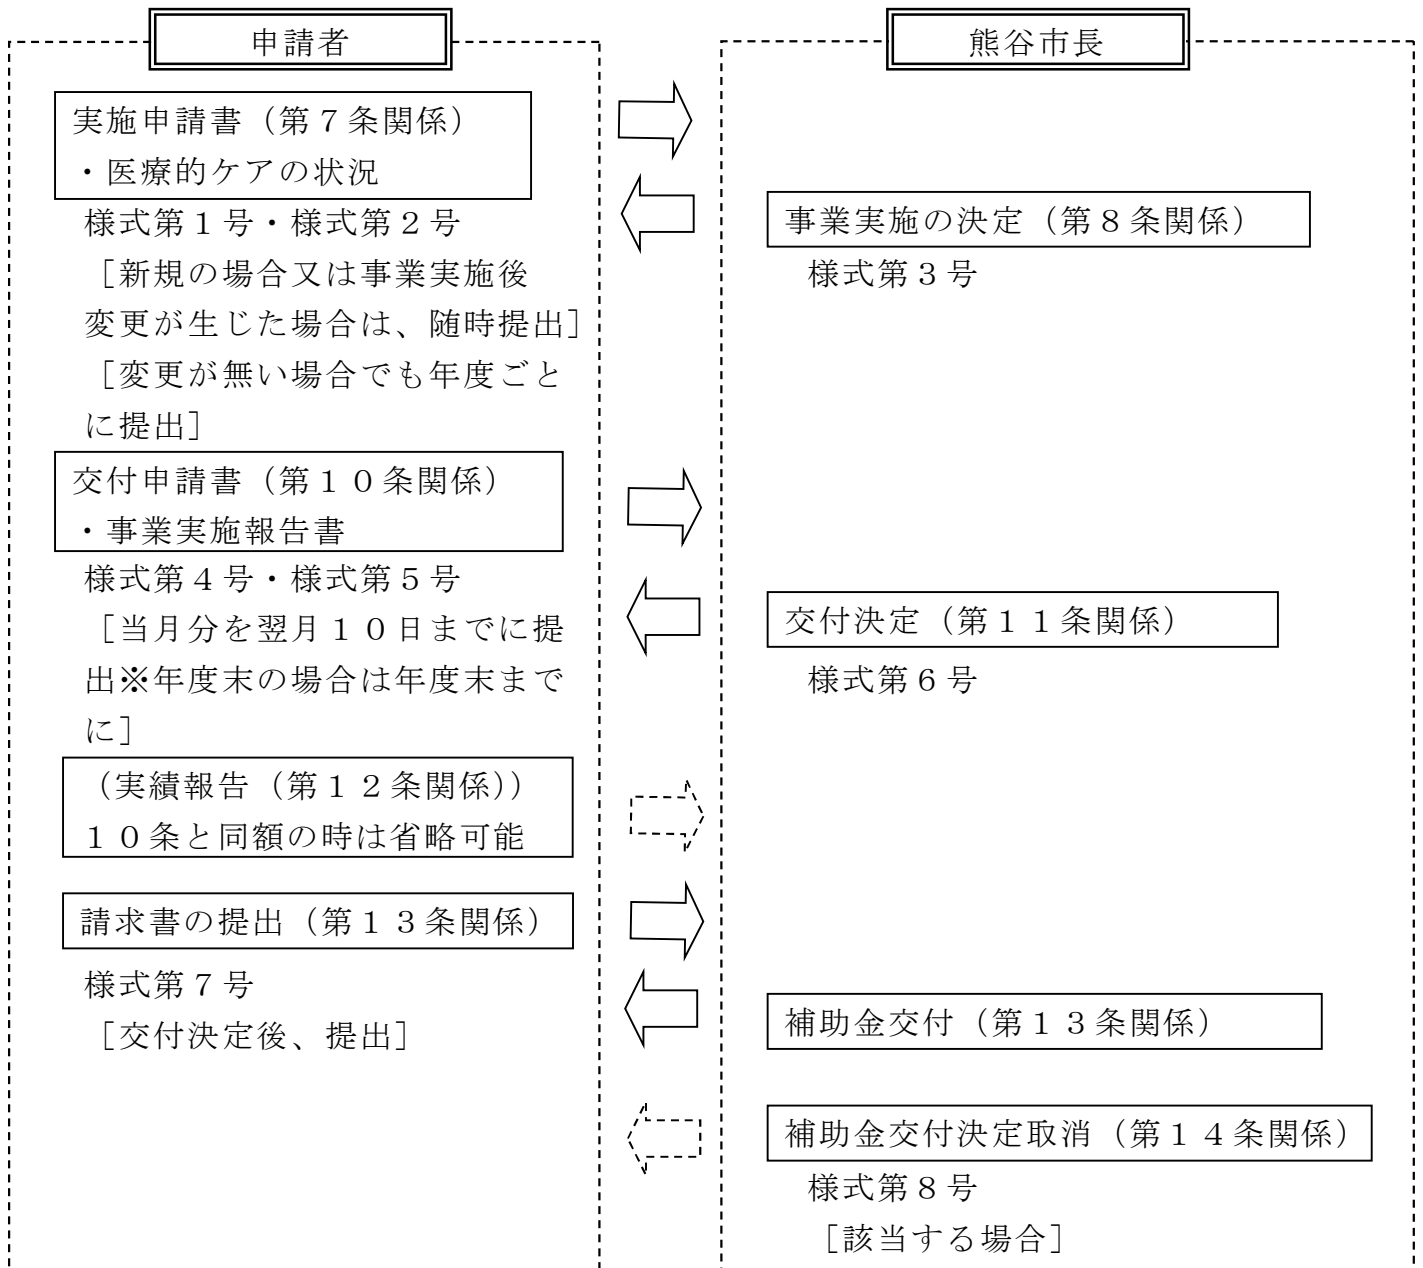 申請者
実施申請書（第７条関係）
・医療的ケアの状況
様式第１号・様式第２号
［新規の場合又は事業実施後
変更が生じた場合は、随時提出］
［変更が無い場合でも年度ごと
に提出］
交付申請書（第１０条関係）
・事業実施報告書
様式第４号・様式第５号
［当月分を翌月１０日までに提
出※年度末の場合は年度末まで
に］
（実績報告（第１２条関係））
１０条と同額の時は省略可能
請求書の提出（第１３条関係）
様式第７号
［交付決定後、提出］
熊谷市長
事業実施の決定（第８条関係）
様式第３号
交付決定（第１１条関係）
様式第６号
補助金交付（第１３条関係）
補助金交付決定取消（第１４条関係）
様式第８号
［該当する場合］